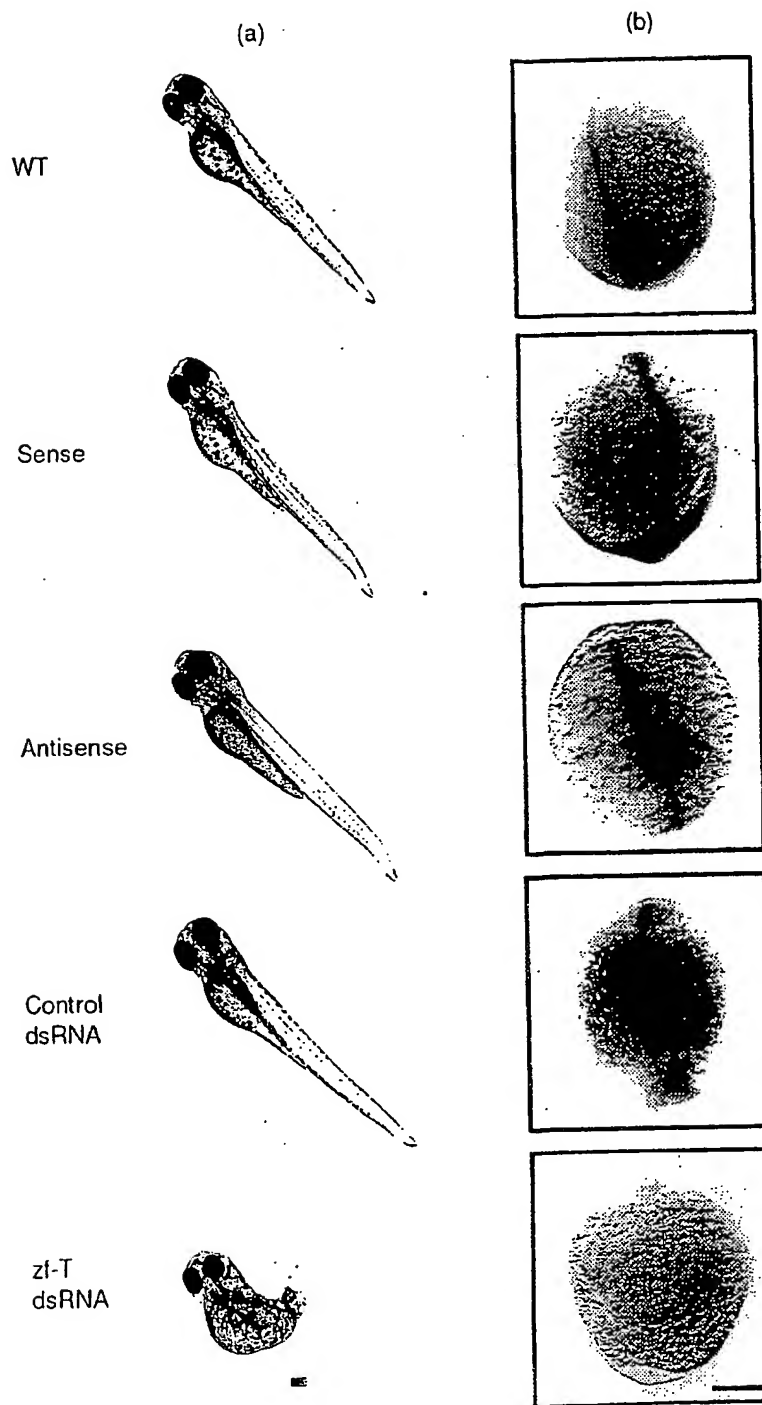 (a)
(b)
WT
Sense
Antisense
Control
dsRNA
zf-T
dsRNA